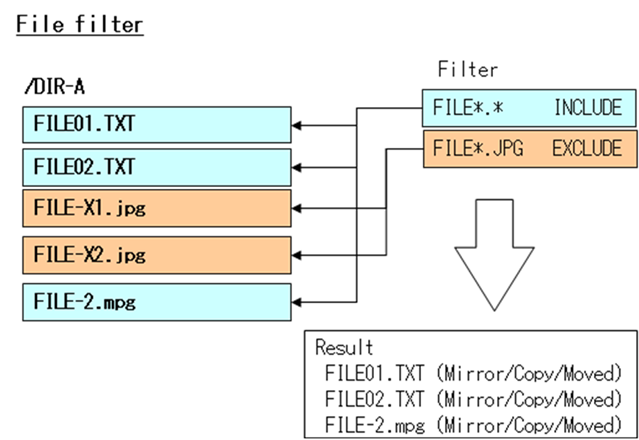 File filter
/DIR-A
FILE01.TXT
FILE02.TXT
FILE-X1.jpg
FILE-X2.jpg
FILE-2.mpg
Filter
FILE*.* INCLUDE
FILE*.JPG EXCLUDE
Result
FILE01.TXT (Mirror/Copy/Moved)
FILE02.TXT (Mirror/Copy/Moved)
FILE-2.mpg (Mirror/Copy/Moved)